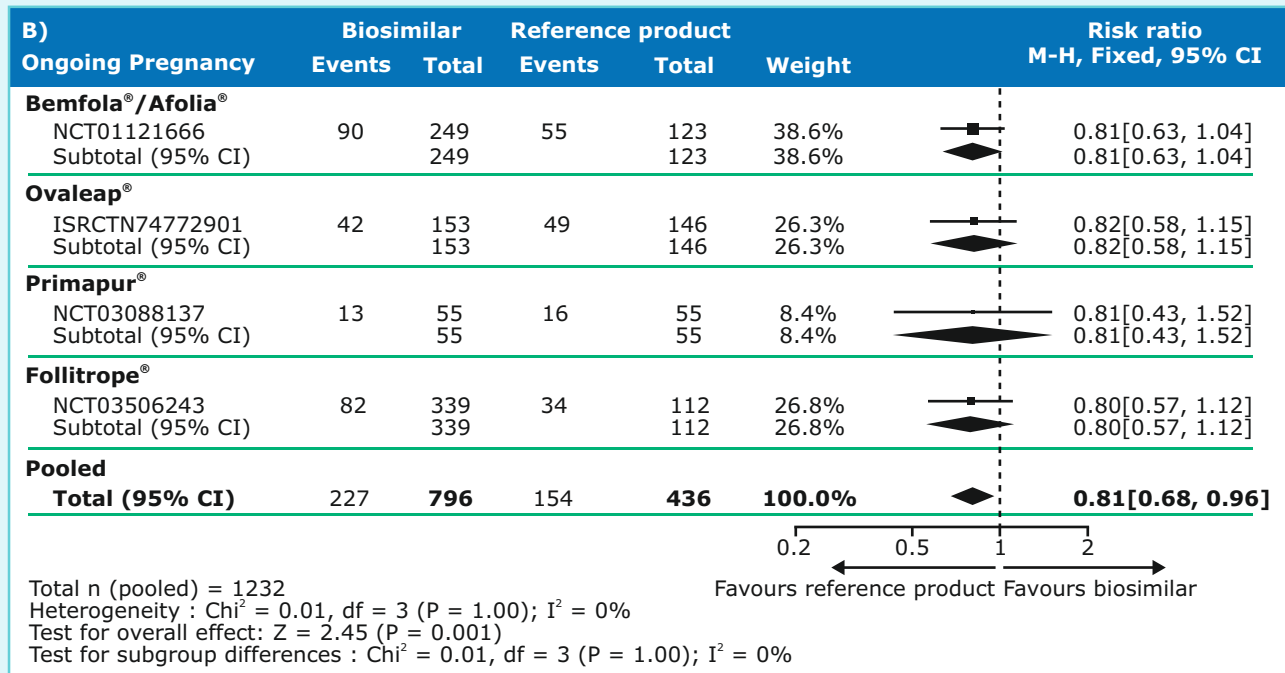 B) Biosimilar Reference product Risk ratio
Ongoing Pregnancy Events Total Events Total Weight M-H, Fixed, 95% CI
Bemfola®/Afolia®
NCT01121666 90 249 55 123 38.6% 0.81[0.63, 1.04]
Subtotal (95% CI) 249 123 38.6% 0.81[0.63, 1.04]
Ovaleap®
ISRCTN74772901 42 153 49 146 26.3% 0.82[0.58, 1.15]
Subtotal (95% CI) 153 146 26.3% 0.82[0.58, 1.15]
Primapur®
NCT03088137 13 55 16 55 8.4% 0.81[0.43, 1.52]
Subtotal (95% CI) 55 55 8.4% 0.81[0.43, 1.52]
Follitrope®
NCT03506243 82 339 34 112 26.8% 0.80[0.57, 1.12]
Subtotal (95% CI) 339 112 26.8% 0.80[0.57, 1.12]
Pooled
Total (95% CI) 227 796 154 436 100.0% 0.81[0.68, 0.96]
0.2 0.5 1 2
Favours reference product Favours biosimilar
Total n (pooled) = 1232
Heterogeneity : Chi² = 0.01, df = 3 (P = 1.00); I² = 0%
Test for overall effect: Z = 2.45 (P = 0.001)
Test for subgroup differences : Chi² = 0.01, df = 3 (P = 1.00); I² = 0%